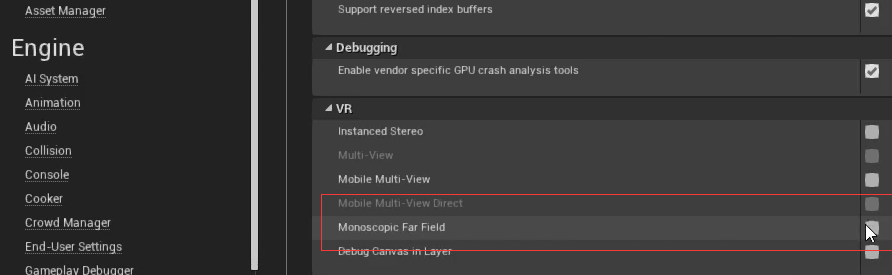 Asset Manager
Engine
AI System
Animation
Audio
Collision
Console
Cooker
Crowd Manager
End-User Settings
Gameplay Debugger
Support reversed index buffers
Debugging
Enable vendor specific GPU crash analysis tools
VR
Instanced Stereo
Multi-View
Mobile Multi-View
Mobile Multi-View Direct
Monoscopic Far Field
Debug Canvas in Layer